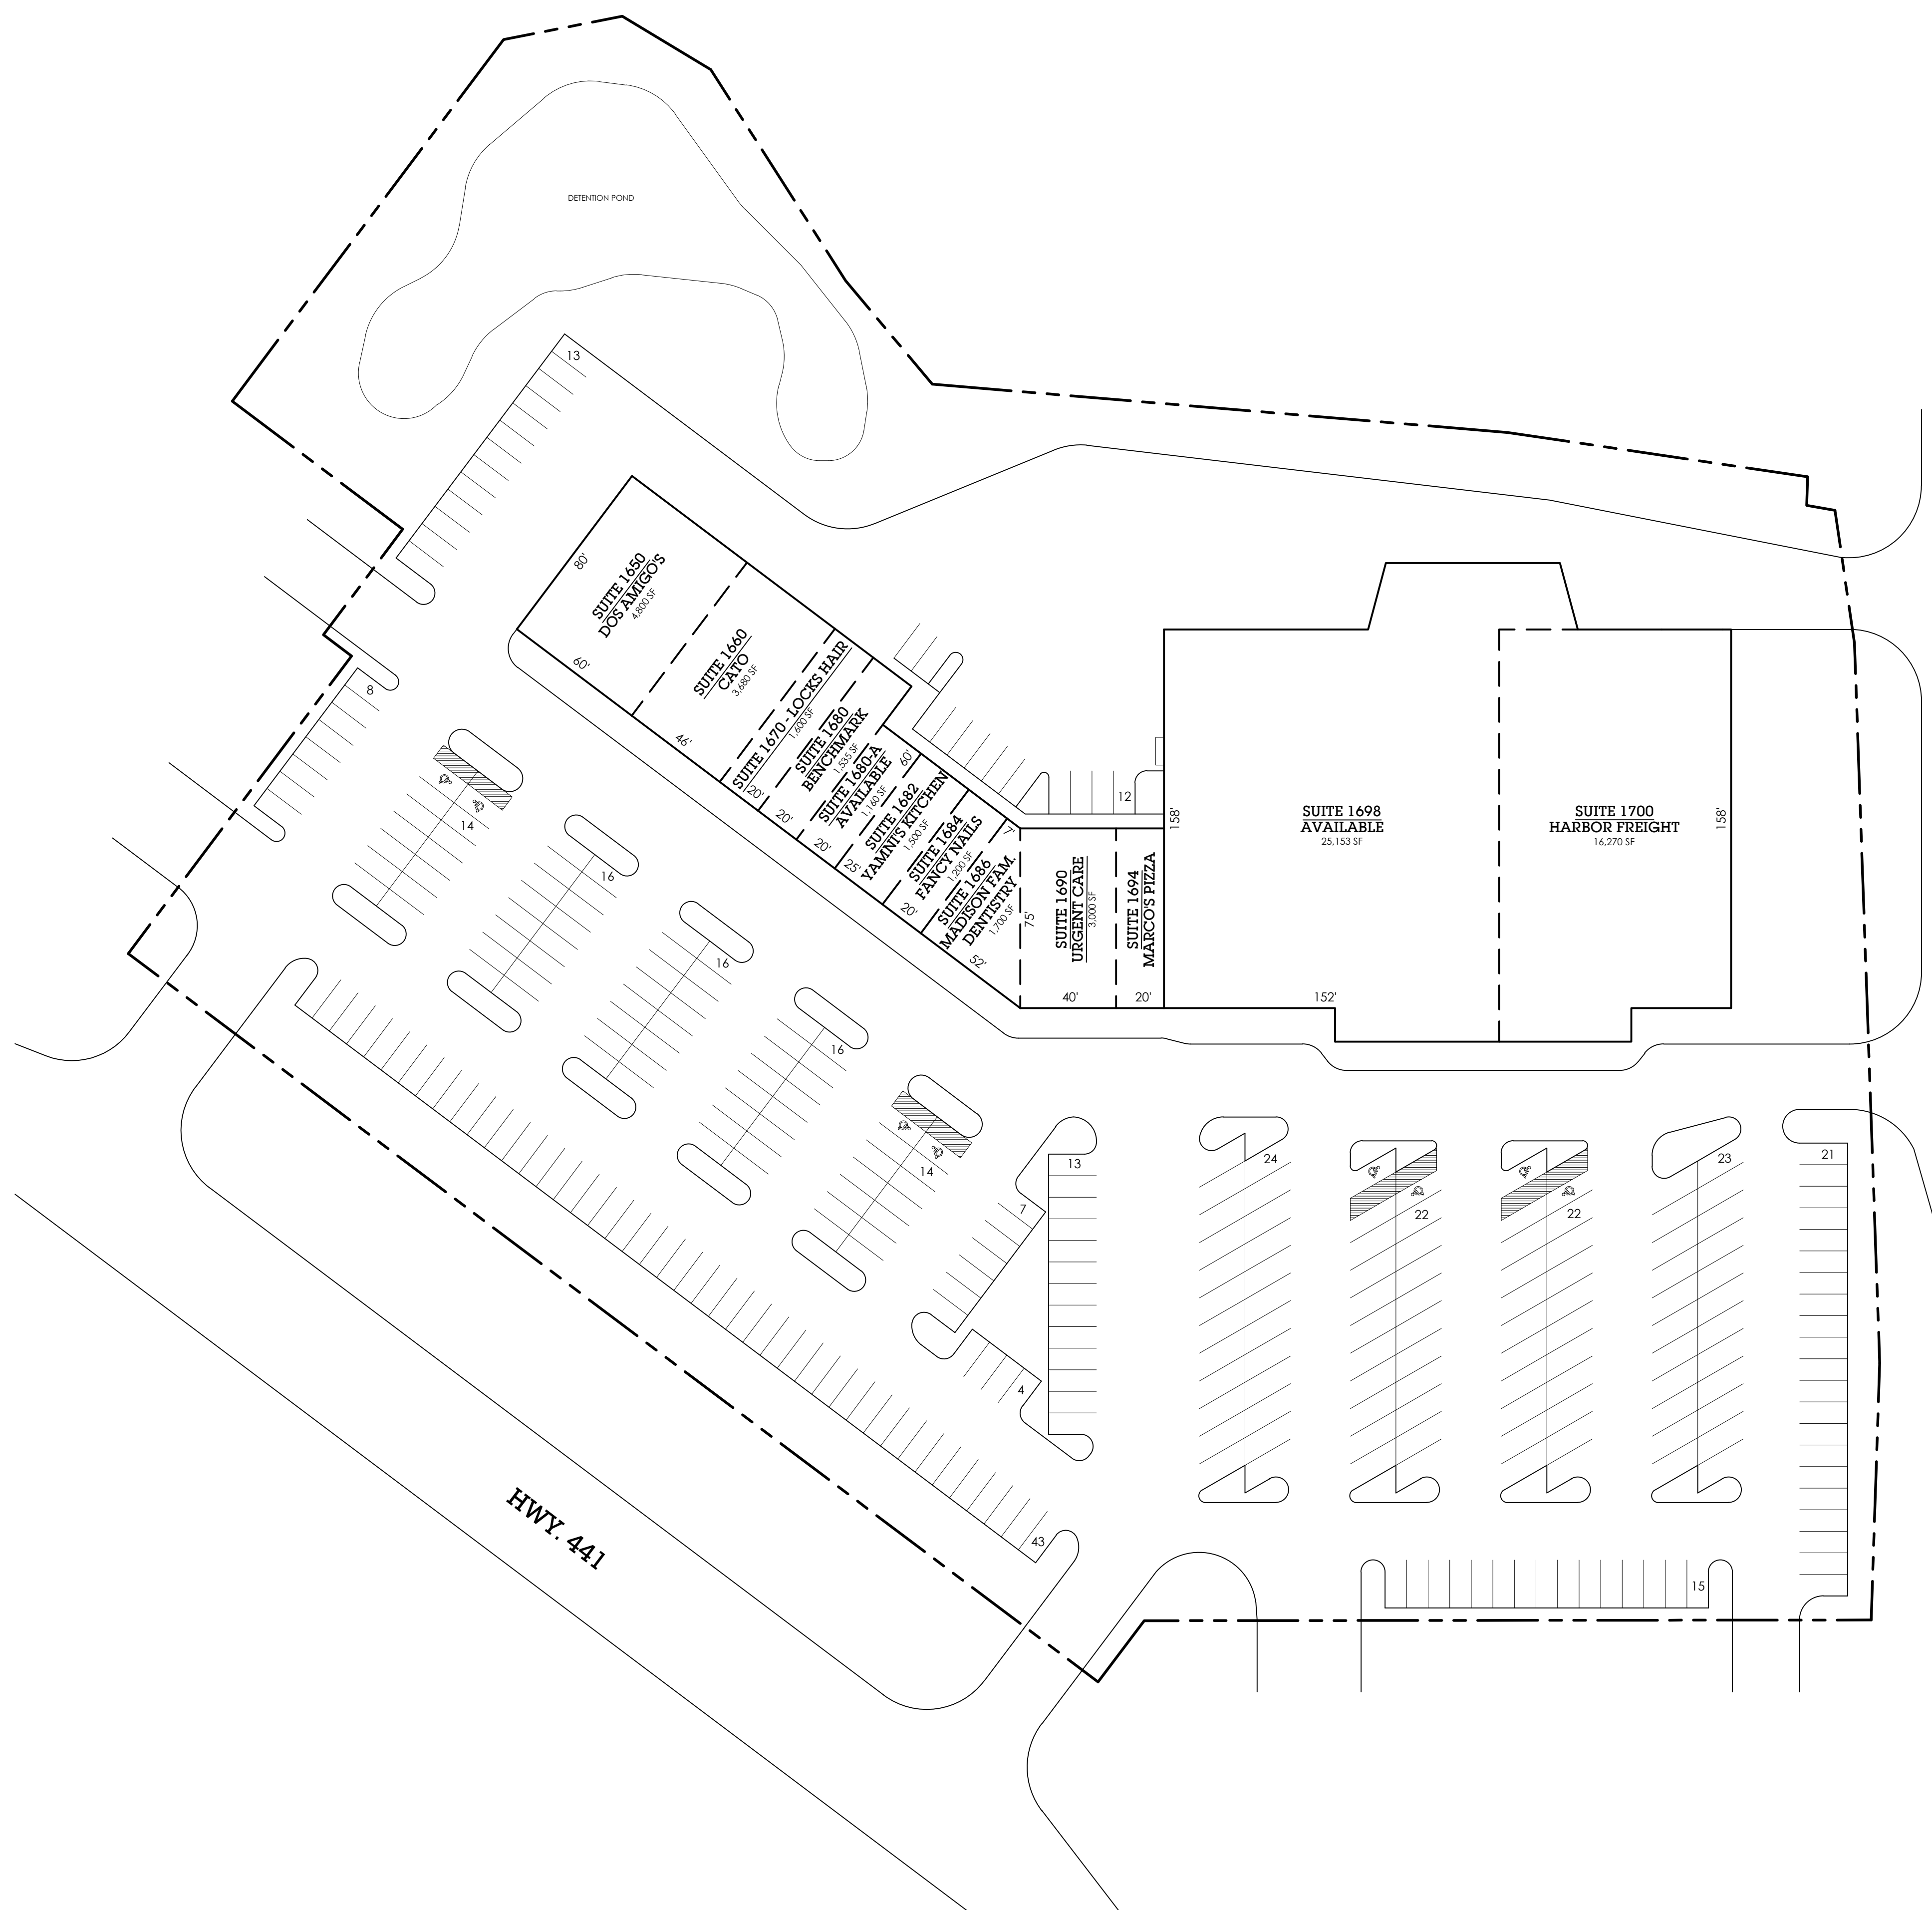 DETENTION POND
13
SUITE 1650
DOS AMIGO'S
4,800 SF
80'
60'
SUITE 1660
CATO
3,680 SF
46'
SUITE 1670 - LOCKS HAIR
1,600 SF
20'
SUITE 1680
BENCHMARK
1,535 SF
20'
SUITE 1680-A
AVAILABLE
1,160 SF
20'
60'
SUITE 1682
YAMNI'S KITCHEN
1,500 SF
25'
SUITE 1684
FANCY NAILS
1,200 SF
20'
SUITE 1686
MADISON FAM.
DENTISTRY
1,700 SF
7'
52'
75'
SUITE 1690
URGENT CARE
3,000 SF
40'
SUITE 1694
MARCO'S PIZZA
20'
12
158'
SUITE 1698
AVAILABLE
25,153 SF
152'
SUITE 1700
HARBOR FREIGHT
16,270 SF
158'
8
14
16
16
16
14
13
7
4
43
24
22
22
23
21
15
HWY. 441